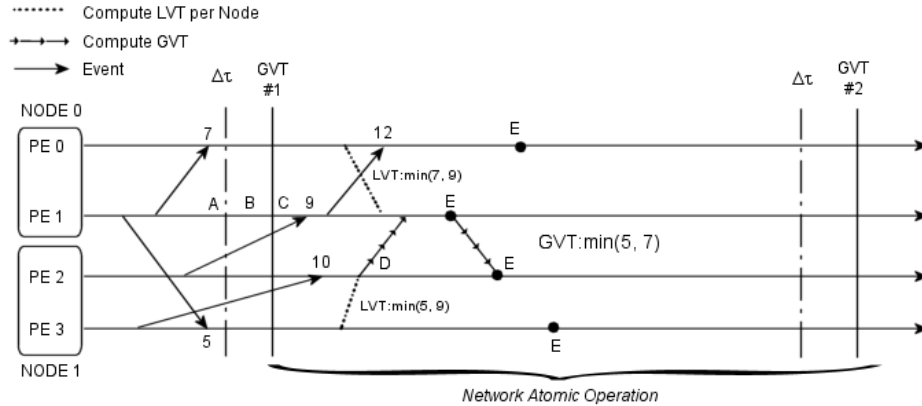 Compute LVT per Node
Compute GVT
Event
Δτ
GVT
#1
Δτ
GVT
#2
NODE 0
PE 0
7
12
E
LVT:min(7, 9)
PE 1
A
B
C
9
E
GVT:min(5, 7)
PE 2
10
D
E
LVT:min(5, 9)
PE 3
5
E
NODE 1
Network Atomic Operation